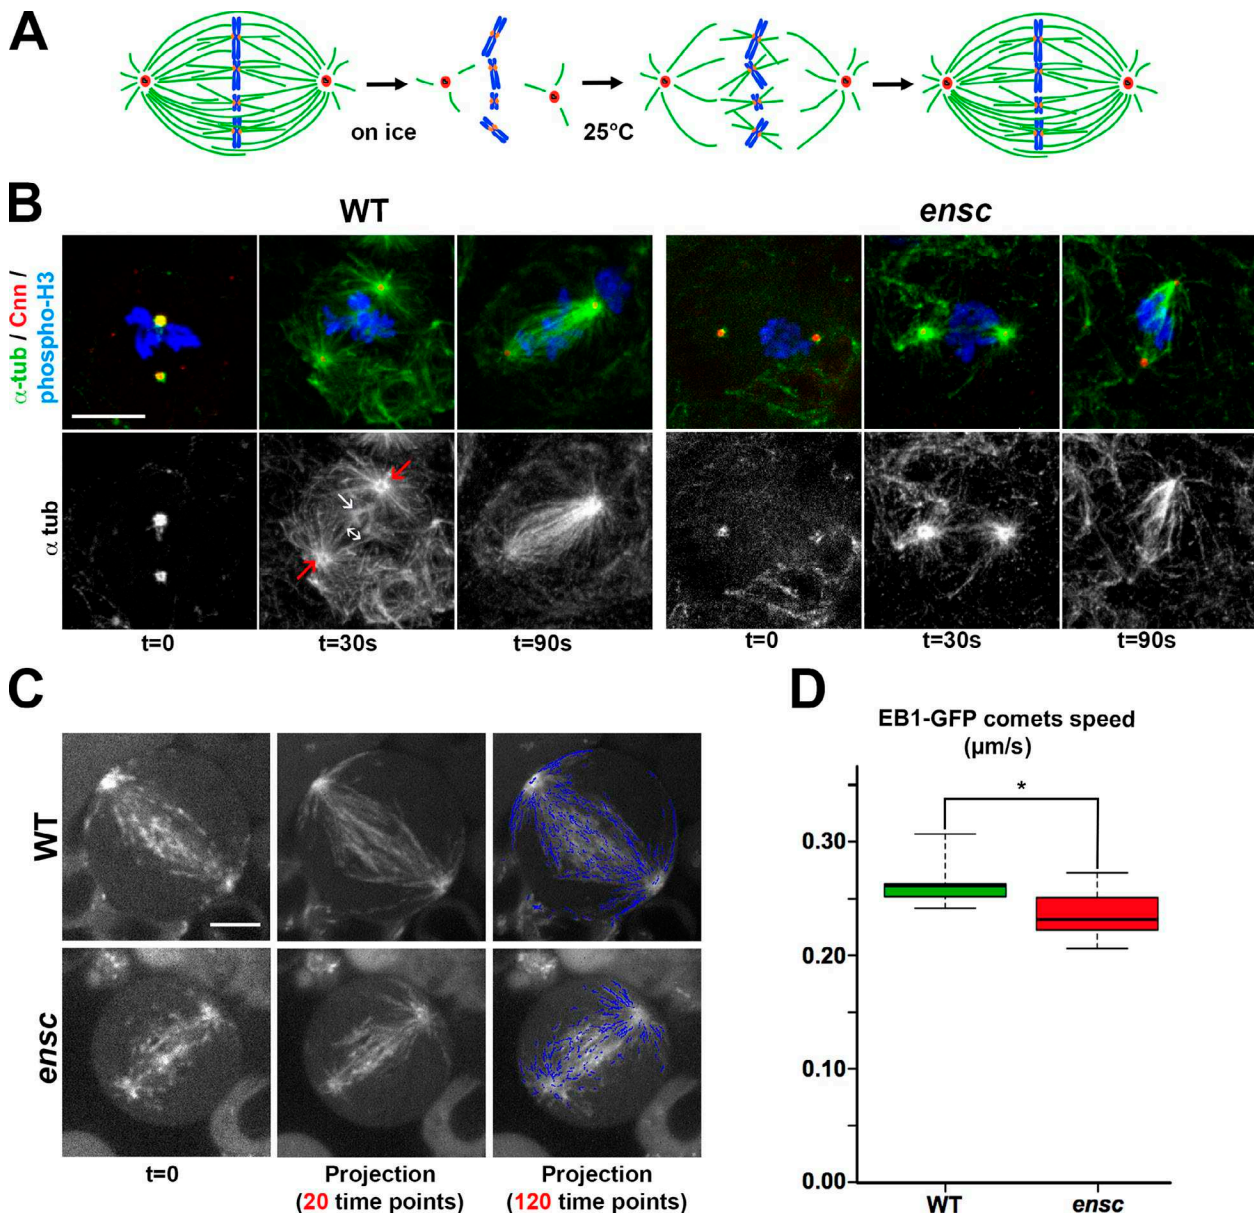 A
on ice
25°C
B
WT
ensc
α-tub / Cnn /
phospho-H3
α tub
t=0
t=30s
t=90s
t=0
t=30s
t=90s
C
WT
ensc
t=0
Projection
(20 time points)
Projection
(120 time points)
D
EB1-GFP comets speed
(µm/s)
*
0.30
0.20
0.10
0.00
WT
ensc